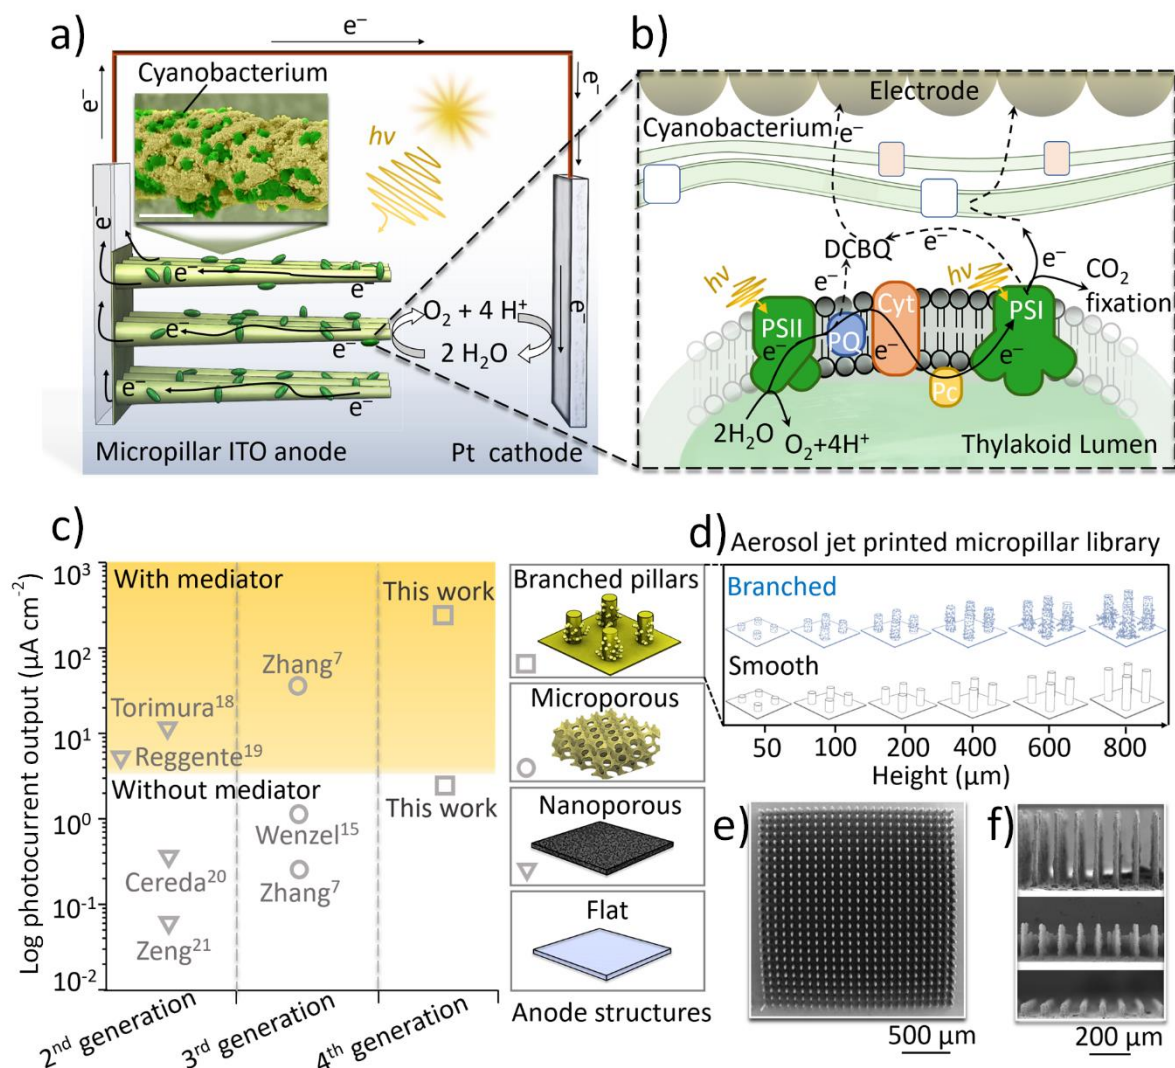 a)
e⁻
Cyanobacterium
e⁻
e⁻
hν
e⁻
e⁻
e⁻
e⁻
e⁻
e⁻
e⁻
e⁻
O₂ + 4 H⁺
2 H₂O
Micropillar ITO anode
Pt cathode
b)
Electrode
Cyanobacterium
e⁻
DCBQ
e⁻
e⁻
e⁻
hν
hν
CO₂
fixation
PSII
PQ
Cyt
PSI
e⁻
e⁻
e⁻
Pc
2H₂O
O₂+4H⁺
Thylakoid Lumen
c)
Log photocurrent output (µA cm⁻²)
10³
10²
10¹
10⁰
10⁻¹
10⁻²
With mediator
This work
Zhang⁷
Torimura¹⁸
Reggente¹⁹
Without mediator
This work
Wenzel¹⁵
Cereda²⁰
Zhang⁷
Zeng²¹
2ⁿᵈ generation
3ʳᵈ generation
4ᵗʰ generation
Branched pillars
Microporous
Nanoporous
Flat
Anode structures
d)
Aerosol jet printed micropillar library
Branched
Smooth
50 100 200 400 600 800
Height (µm)
e)
500 µm
f)
200 µm